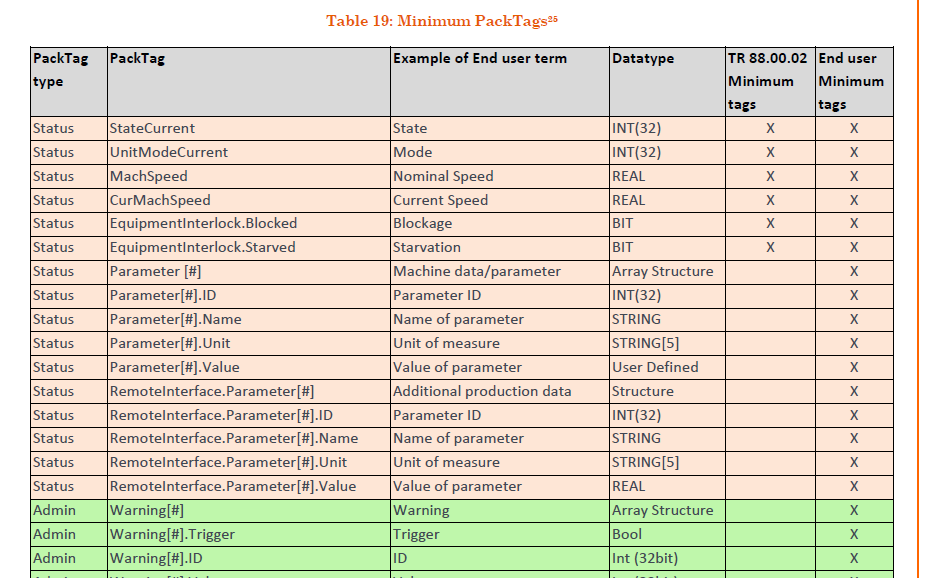 Table 19: Minimum PackTags²⁵
PackTag type PackTag Example of End user term Datatype TR 88.00.02 Minimum tags End user Minimum tags
Status StateCurrent State INT(32) X X
Status UnitModeCurrent Mode INT(32) X X
Status MachSpeed Nominal Speed REAL X X
Status CurMachSpeed Current Speed REAL X X
Status EquipmentInterlock.Blocked Blockage BIT X X
Status EquipmentInterlock.Starved Starvation BIT X X
Status Parameter [#] Machine data/parameter Array Structure X
Status Parameter[#].ID Parameter ID INT(32) X
Status Parameter[#].Name Name of parameter STRING X
Status Parameter[#].Unit Unit of measure STRING[5] X
Status Parameter[#].Value Value of parameter User Defined X
Status RemoteInterface.Parameter[#] Additional production data Structure X
Status RemoteInterface.Parameter[#].ID Parameter ID INT(32) X
Status RemoteInterface.Parameter[#].Name Name of parameter STRING X
Status RemoteInterface.Parameter[#].Unit Unit of measure STRING[5] X
Status RemoteInterface.Parameter[#].Value Value of parameter REAL X
Admin Warning[#] Warning Array Structure X
Admin Warning[#].Trigger Trigger Bool X
Admin Warning[#].ID ID Int (32bit) X